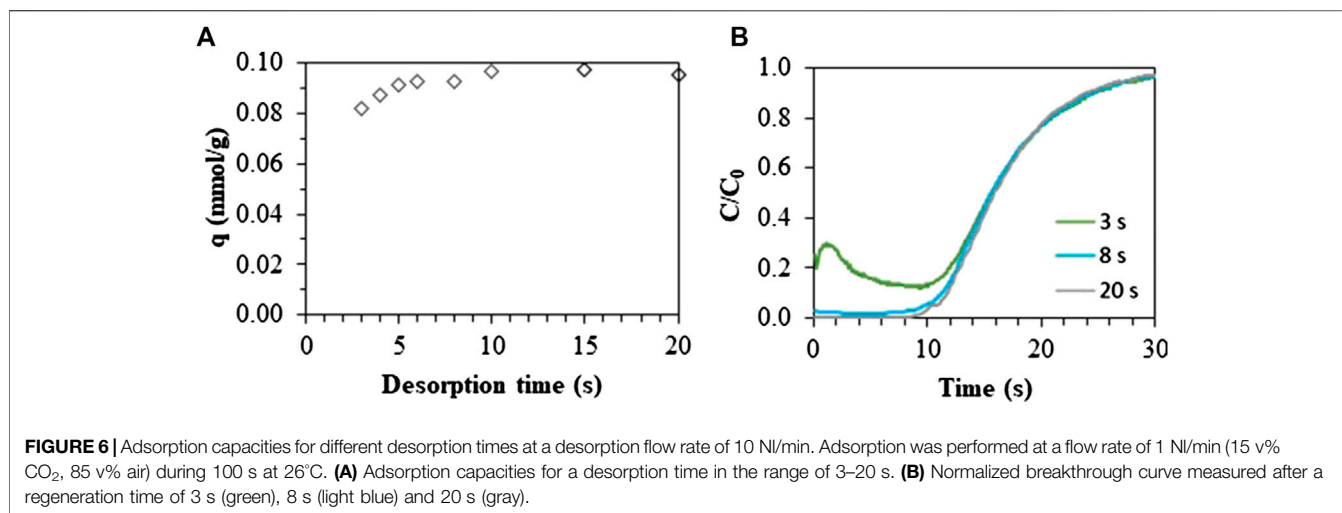 A
0.10
0.08
0.06
0.04
0.02
0.00
q (mmol/g)
0 5 10 15 20
Desorption time (s)
B
1.0
0.8
0.6
0.4
0.2
0.0
C/C₀
3 s
8 s
20 s
0 10 20 30
Time (s)
FIGURE 6 | Adsorption capacities for different desorption times at a desorption flow rate of 10 Nl/min. Adsorption was performed at a flow rate of 1 Nl/min (15 v%
CO₂, 85 v% air) during 100 s at 26°C. (A) Adsorption capacities for a desorption time in the range of 3–20 s. (B) Normalized breakthrough curve measured after a
regeneration time of 3 s (green), 8 s (light blue) and 20 s (gray).